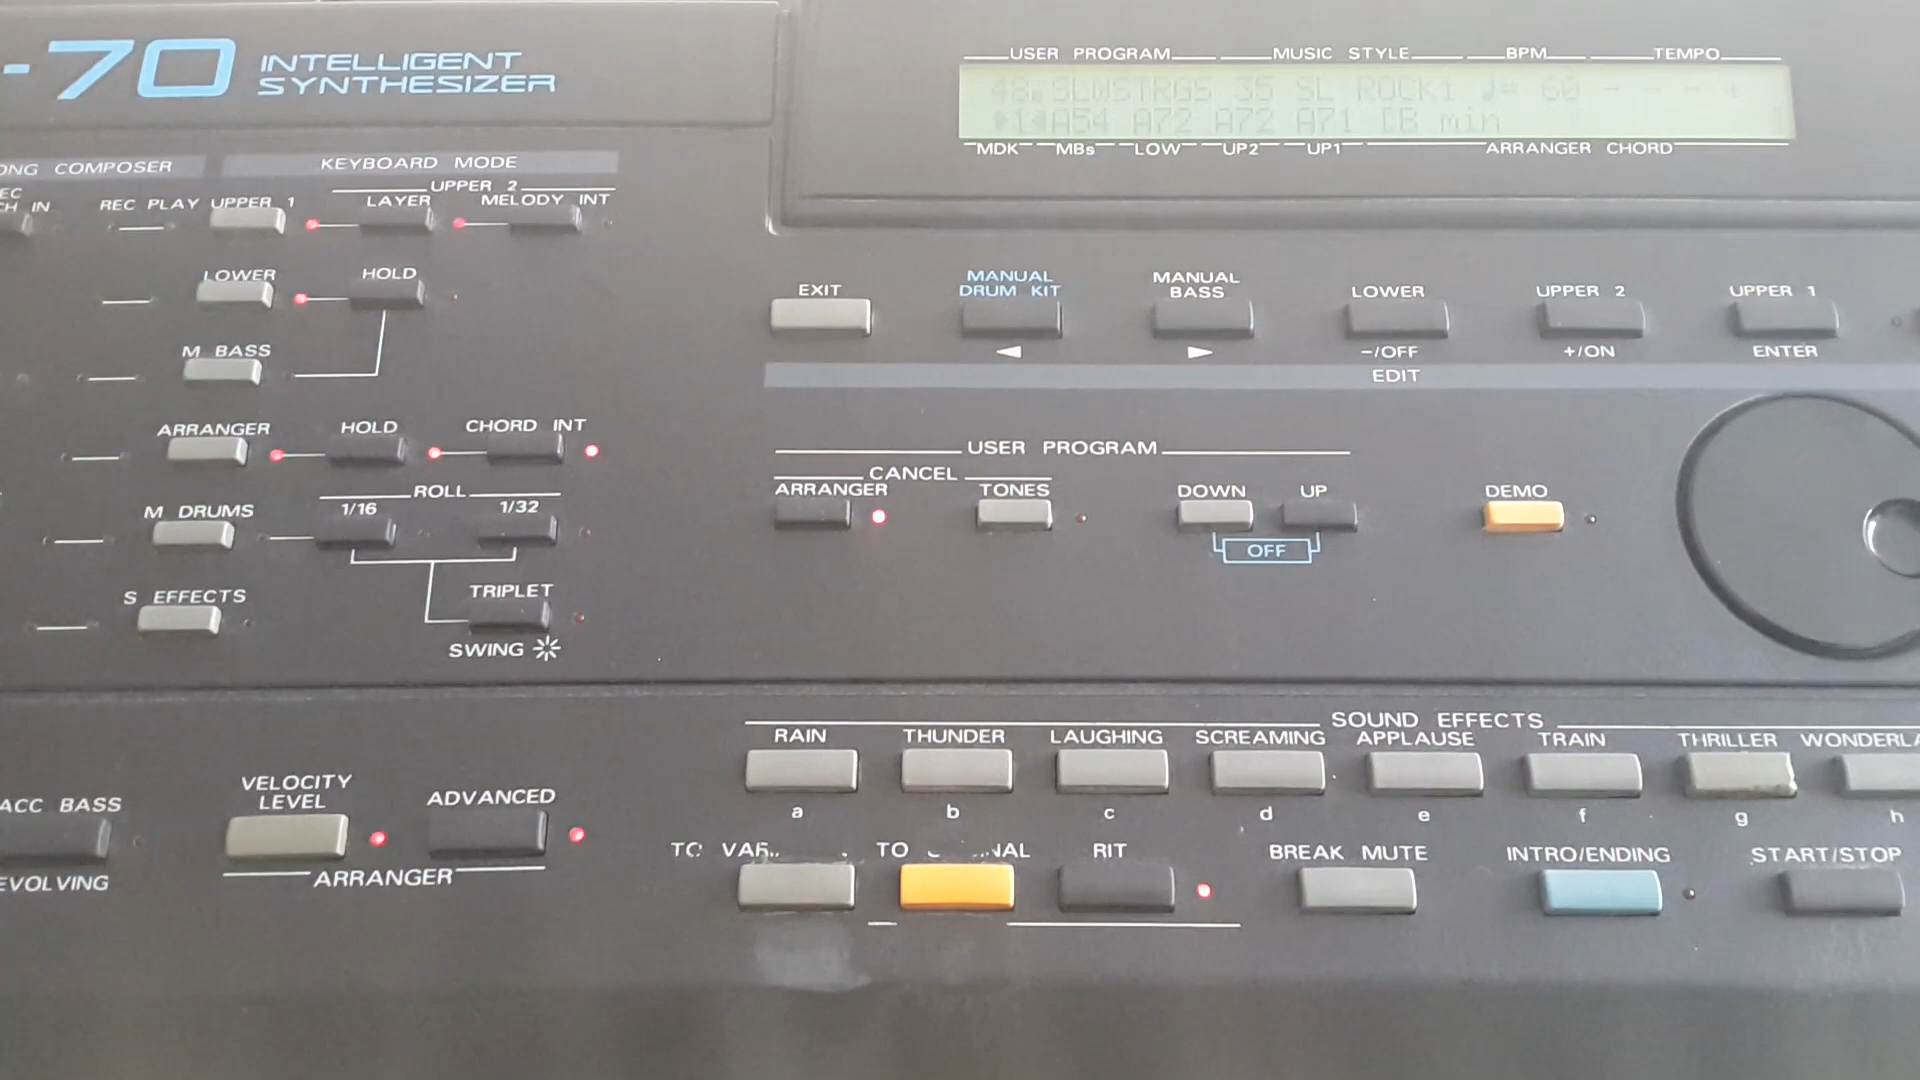 -70 INTELLIGENT
SYNTHESIZER
USER PROGRAM MUSIC STYLE BPM TEMPO
48 SLWSTRGS 35 SL ROCK1 ♩= 60 - - - +
1 A54 A72 A72 A71 min
MDK MBs LOW UP2 UP1 ARRANGER CHORD
ONG COMPOSER
KEYBOARD MODE
UPPER 2
EC
CH IN
REC PLAY
UPPER 1
LAYER
MELODY INT
LOWER
HOLD
M BASS
ARRANGER
HOLD
CHORD INT
M DRUMS
ROLL
1/16
1/32
S EFFECTS
TRIPLET
SWING
EXIT
MANUAL
DRUM KIT
MANUAL
BASS
LOWER
UPPER 2
UPPER 1
◀
▶
-/OFF
+/ON
ENTER
EDIT
USER PROGRAM
CANCEL
ARRANGER
TONES
DOWN
UP
OFF
DEMO
SOUND EFFECTS
RAIN
THUNDER
LAUGHING
SCREAMING
APPLAUSE
TRAIN
THRILLER
WONDERLA
a b c d e f g h
ACC BASS
EVOLVING
VELOCITY
LEVEL
ADVANCED
ARRANGER
TO
TO
RIT
BREAK MUTE
INTRO/ENDING
START/STOP